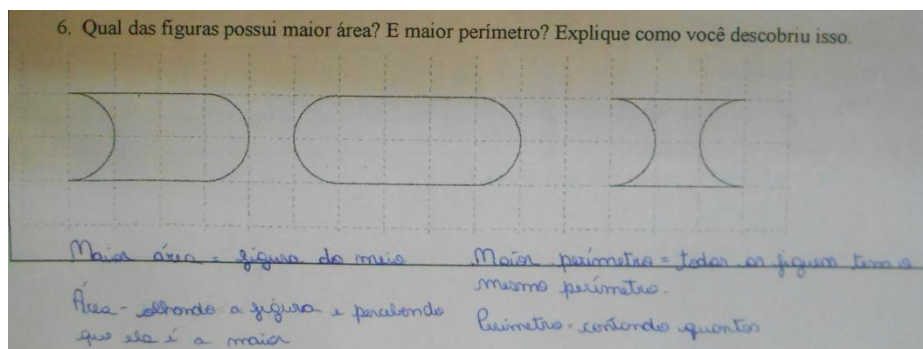 6. Qual das figuras possui maior área? E maior perímetro? Explique como você descobriu isso.
Maior área = figura do meio
Área - olhando a figura e percebendo
que ela é a maior
Maior perímetro = todas as figuras tem o
mesmo perímetro.
Perímetro - contando quantos